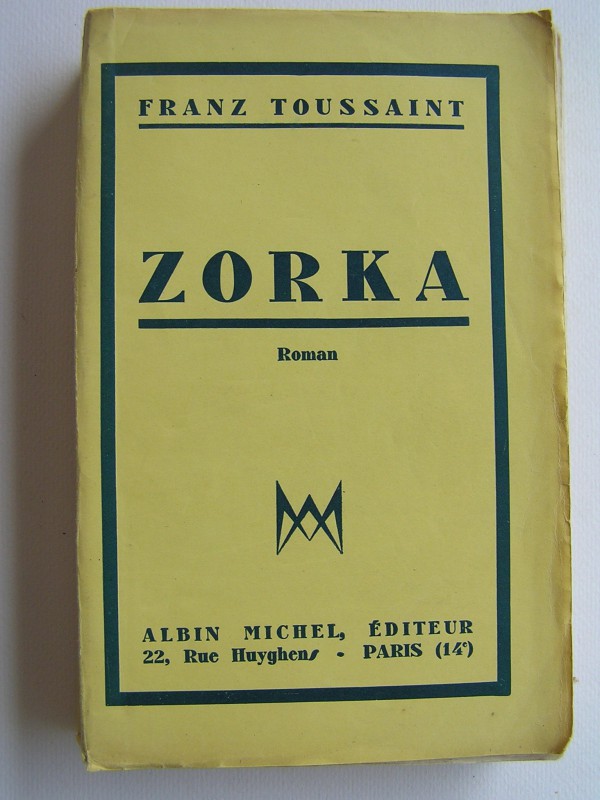 FRANZ TOUSSAINT
ZORKA
Roman
ALBIN MICHEL, ÉDITEUR
22, Rue Huyghens • PARIS (14ᵉ)